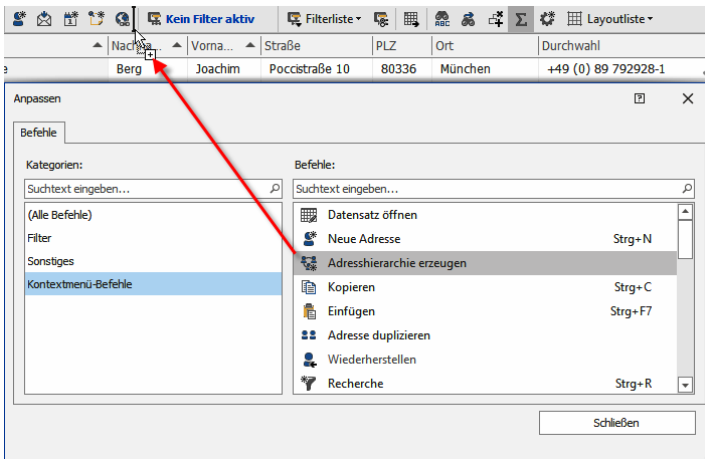 Kein Filter aktiv Filterliste ABC Σ Layoutliste
Vorna... Straße PLZ Ort Durchwahl
Berg Joachim Poccistraße 10 80336 München +49 (0) 89 792928-1
Anpassen
Befehle
Kategorien: Befehle:
Suchtext eingeben... Suchtext eingeben...
(Alle Befehle) Datensatz öffnen
Filter Neue Adresse Strg+N
Sonstiges Adresshierarchie erzeugen
Kontextmenü-Befehle Kopieren Strg+C
Einfügen Strg+F7
Adresse duplizieren
Wiederherstellen
Recherche Strg+R
Schließen